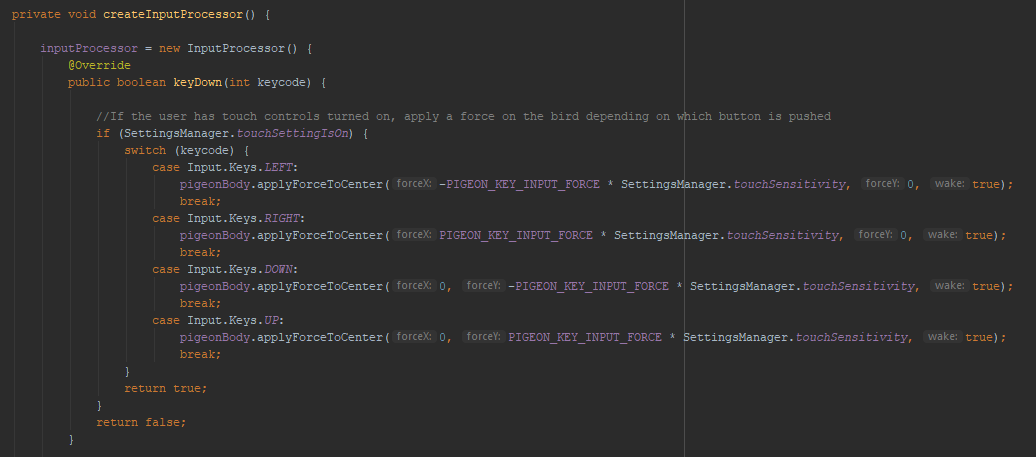 private void createInputProcessor() {
inputProcessor = new InputProcessor() {
@Override
public boolean keyDown(int keycode) {
//If the user has touch controls turned on, apply a force on the bird depending on which button is pushed
if (SettingsManager.touchSettingIsOn) {
switch (keycode) {
case Input.Keys.LEFT:
pigeonBody.applyForceToCenter( forceX: -PIGEON_KEY_INPUT_FORCE * SettingsManager.touchSensitivity, forceY: 0, wake: true);
break;
case Input.Keys.RIGHT:
pigeonBody.applyForceToCenter( forceX: PIGEON_KEY_INPUT_FORCE * SettingsManager.touchSensitivity, forceY: 0, wake: true);
break;
case Input.Keys.DOWN:
pigeonBody.applyForceToCenter( forceX: 0, forceY: -PIGEON_KEY_INPUT_FORCE * SettingsManager.touchSensitivity, wake: true);
break;
case Input.Keys.UP:
pigeonBody.applyForceToCenter( forceX: 0, forceY: PIGEON_KEY_INPUT_FORCE * SettingsManager.touchSensitivity, wake: true);
break;
}
return true;
}
return false;
}